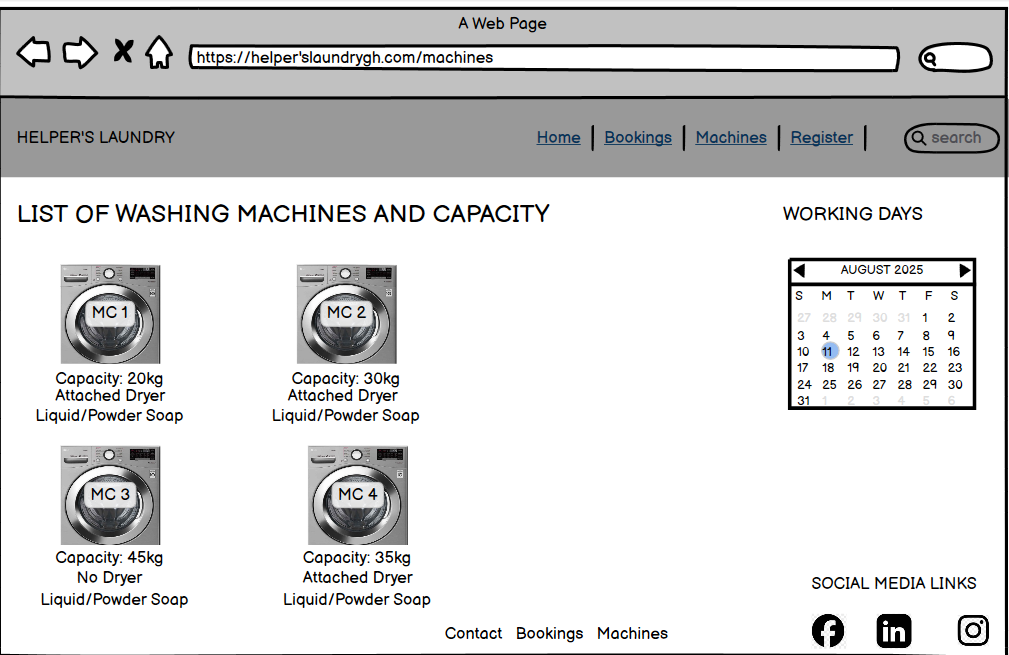 A Web Page
https://helper'slaundrygh.com/machines
HELPER'S LAUNDRY
Home Bookings Machines Register search
LIST OF WASHING MACHINES AND CAPACITY
MC 1
Capacity: 20kg
Attached Dryer
Liquid/Powder Soap
MC 2
Capacity: 30kg
Attached Dryer
Liquid/Powder Soap
MC 3
Capacity: 45kg
No Dryer
Liquid/Powder Soap
MC 4
Capacity: 35kg
Attached Dryer
Liquid/Powder Soap
WORKING DAYS
AUGUST 2025
S M T W T F S
27 28 29 30 31 1 2
3 4 5 6 7 8 9
10 11 12 13 14 15 16
17 18 19 20 21 22 23
24 25 26 27 28 29 30
31 1 2 3 4 5 6
SOCIAL MEDIA LINKS
Contact Bookings Machines